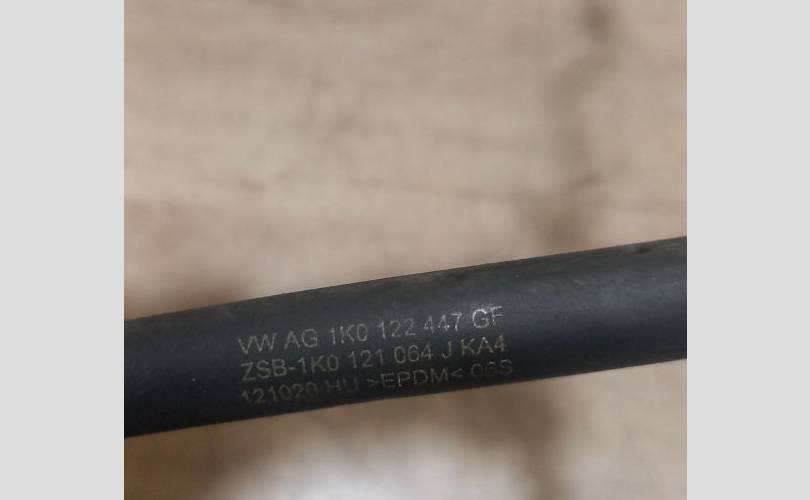 VW AG 1K0 122 447 GF
ZSB-1K0 121 064 J KA4
121020 HU >EPDM< 06S